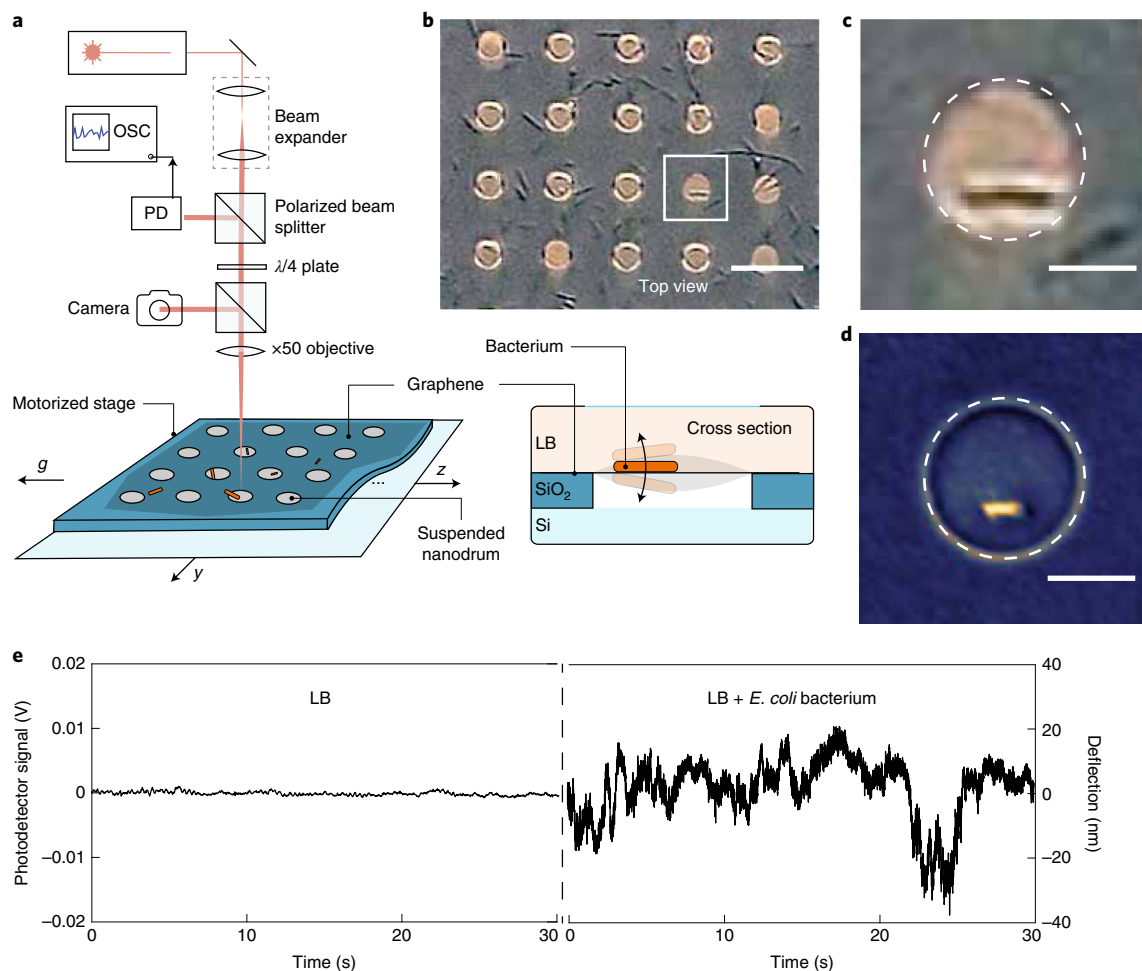 a
OSC
PD
Beam
expander
Polarized beam
splitter
λ/4 plate
Camera
×50 objective
Motorized stage
Graphene
g
z
...
y
Suspended
nanodrum
b
Top view
Bacterium
LB
Cross section
SiO2
Si
c
d
e
Photodetector signal (V)
0.02
0.01
0
−0.01
−0.02
LB
0
10
20
30
Time (s)
LB + E. coli bacterium
0
10
20
30
Time (s)
40
20
0
−20
−40
Deflection (nm)